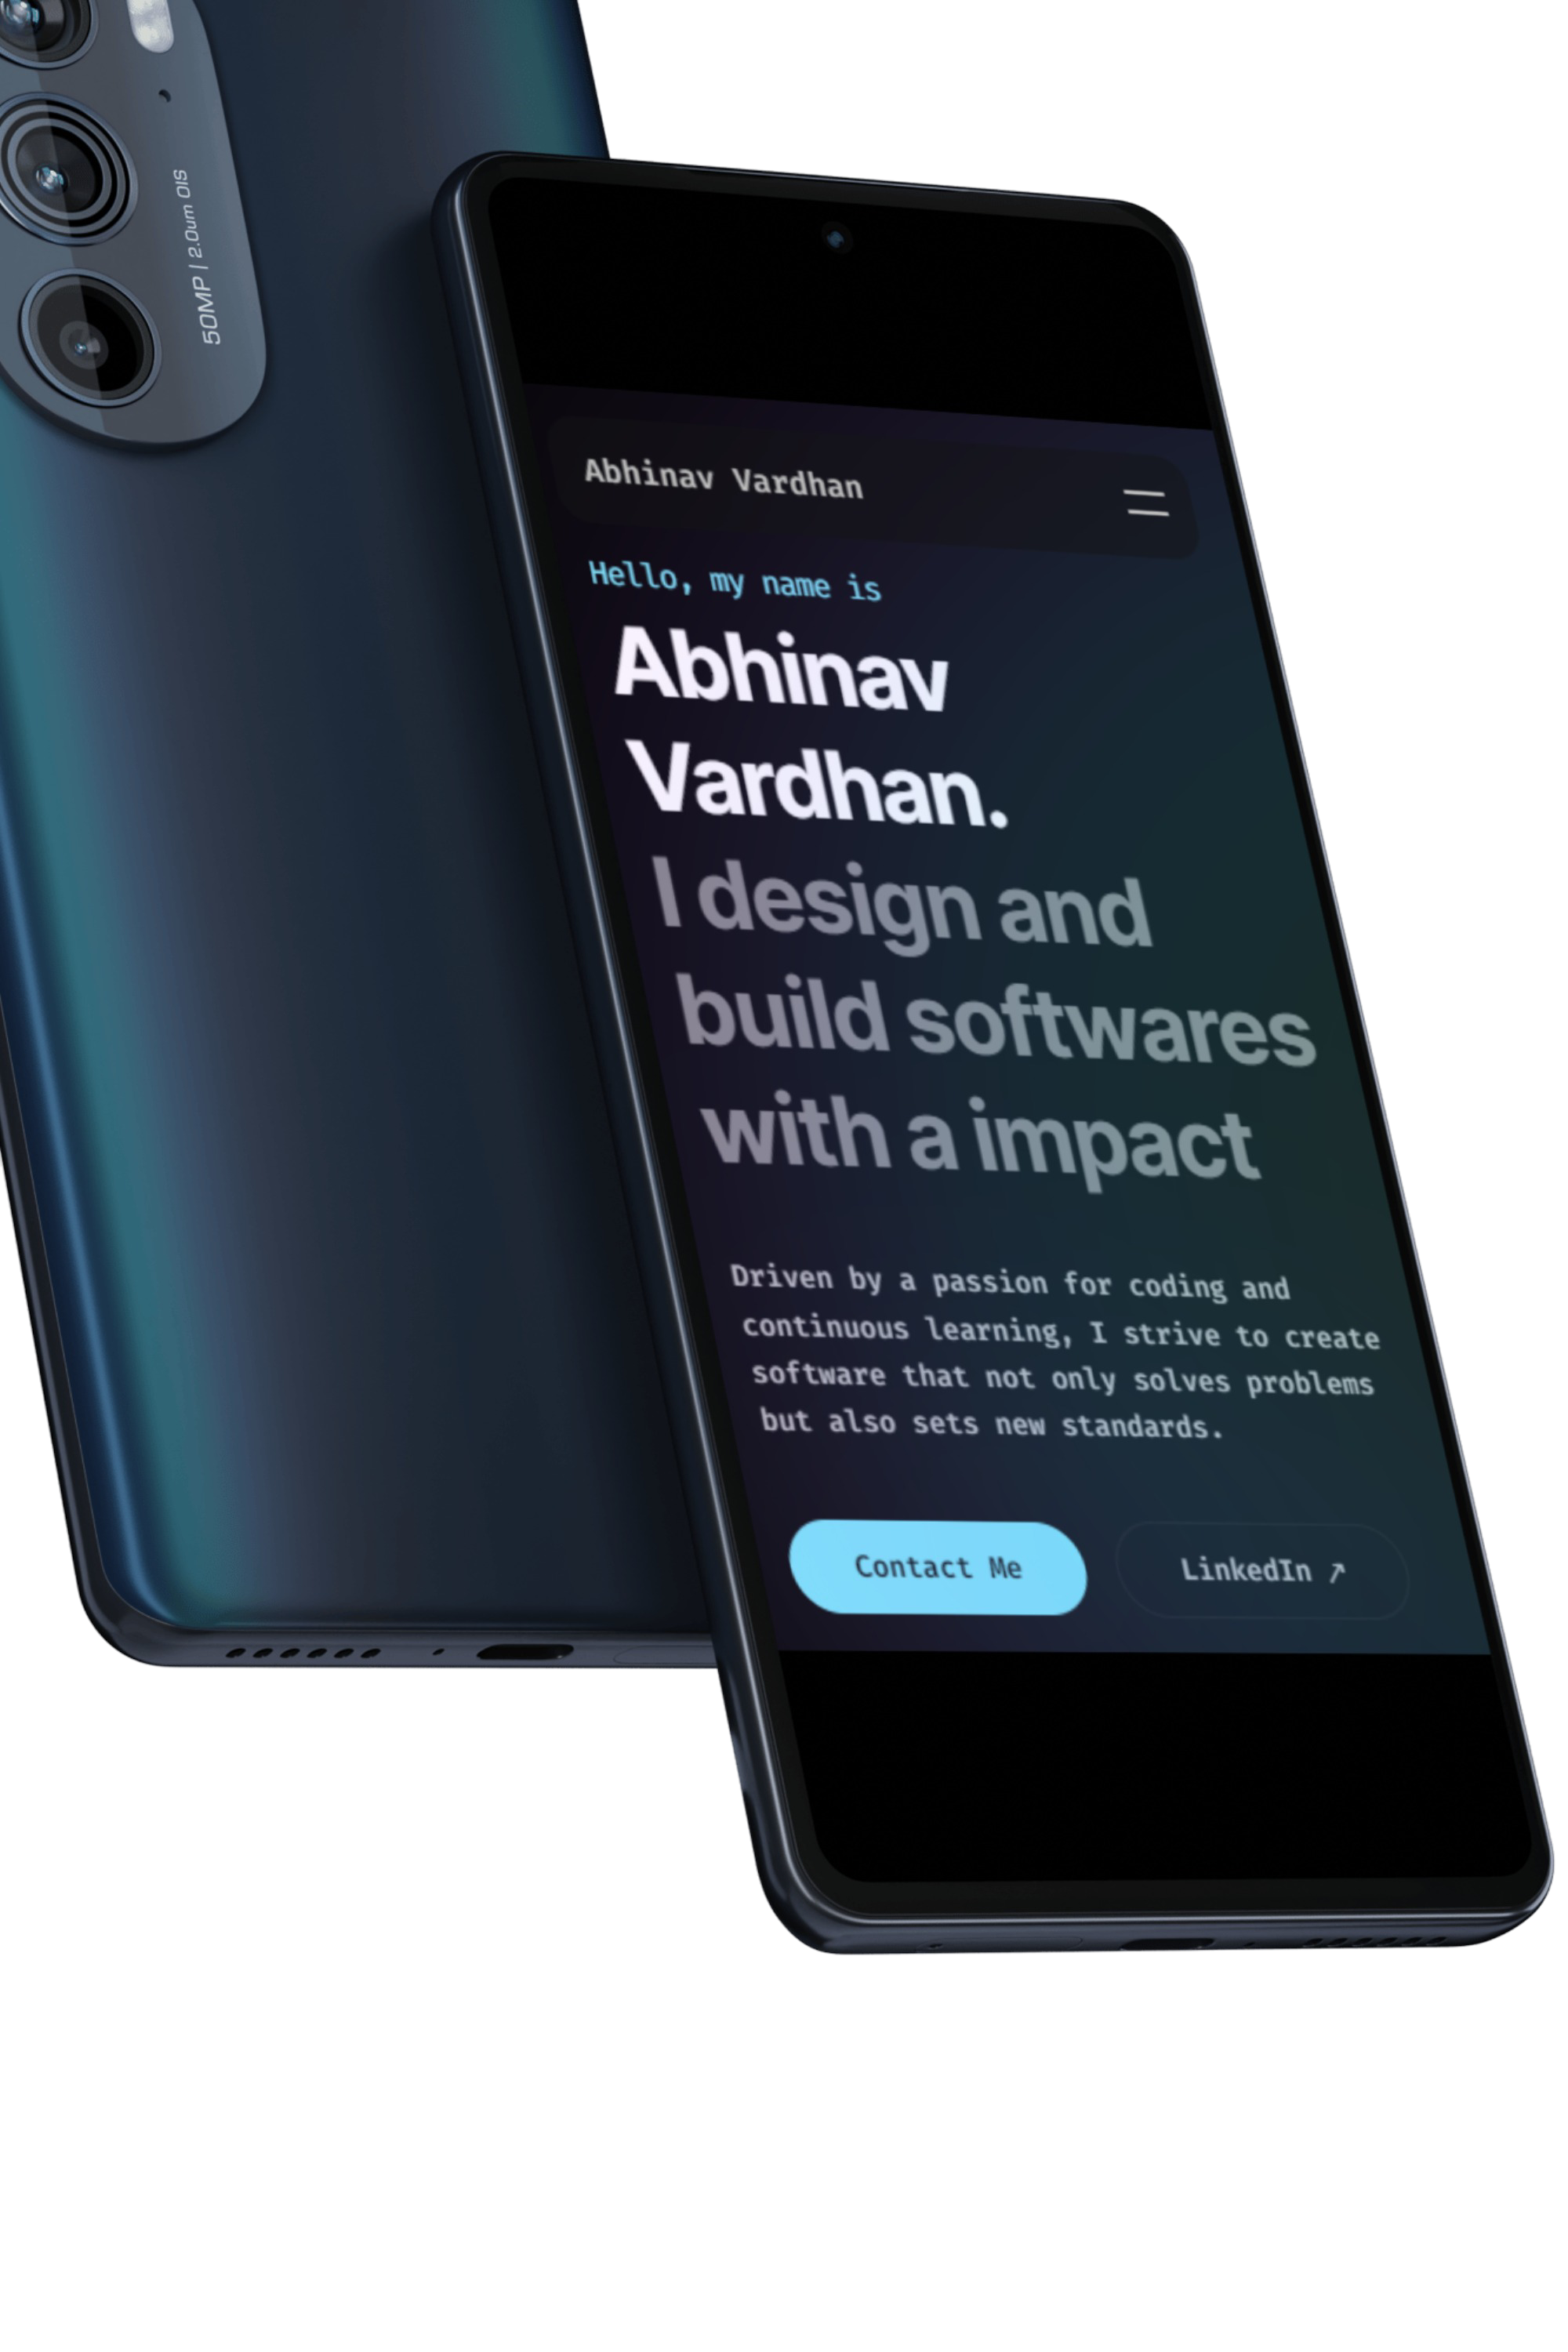 50MP | 2.0um OIS
Abhinav Vardhan
Hello, my name is
Abhinav
Vardhan.
I design and
build softwares
with a impact
Driven by a passion for coding and
continuous learning, I strive to create
software that not only solves problems
but also sets new standards.
Contact Me
LinkedIn ↗